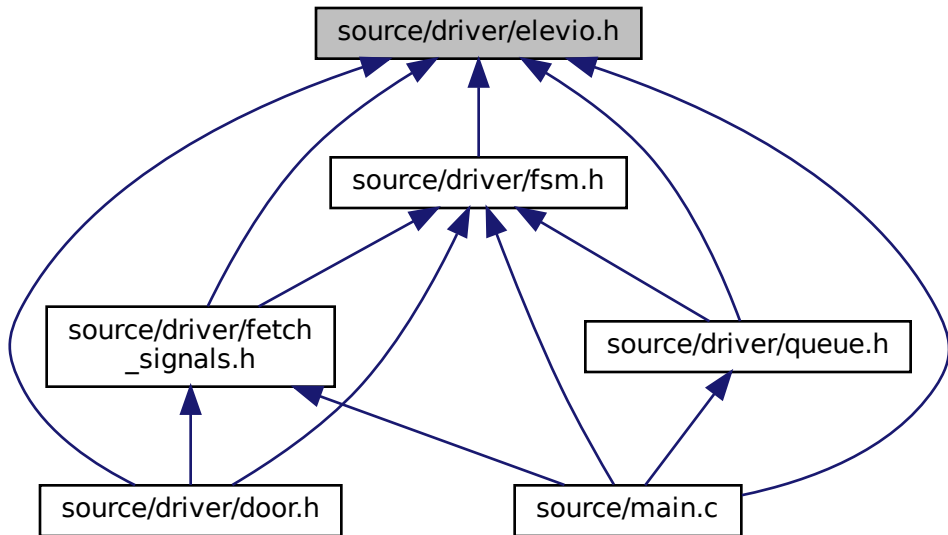 source/driver/elevio.h
source/driver/fsm.h
source/driver/fetch
_signals.h
source/driver/queue.h
source/driver/door.h
source/main.c